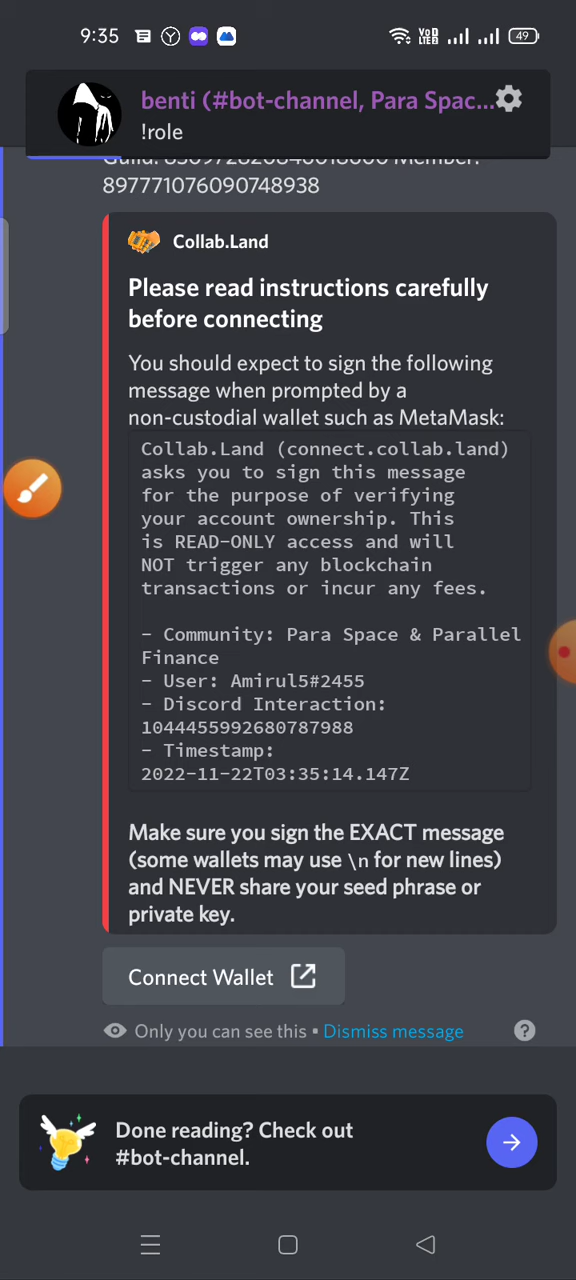 9:35
VoD
LTE2
49
benti (#bot-channel, Para Spac...
!role
897771076090748938
Collab.Land
Please read instructions carefully
before connecting
You should expect to sign the following
message when prompted by a
non-custodial wallet such as MetaMask:
Collab.Land (connect.collab.land)
asks you to sign this message
for the purpose of verifying
your account ownership. This
is READ-ONLY access and will
NOT trigger any blockchain
transactions or incur any fees.
- Community: Para Space & Parallel
Finance
- User: Amirul5#2455
- Discord Interaction:
1044455992680787988
- Timestamp:
2022-11-22T03:35:14.147Z
Make sure you sign the EXACT message
(some wallets may use \n for new lines)
and NEVER share your seed phrase or
private key.
Connect Wallet
Only you can see this • Dismiss message
?
Done reading? Check out
#bot-channel.